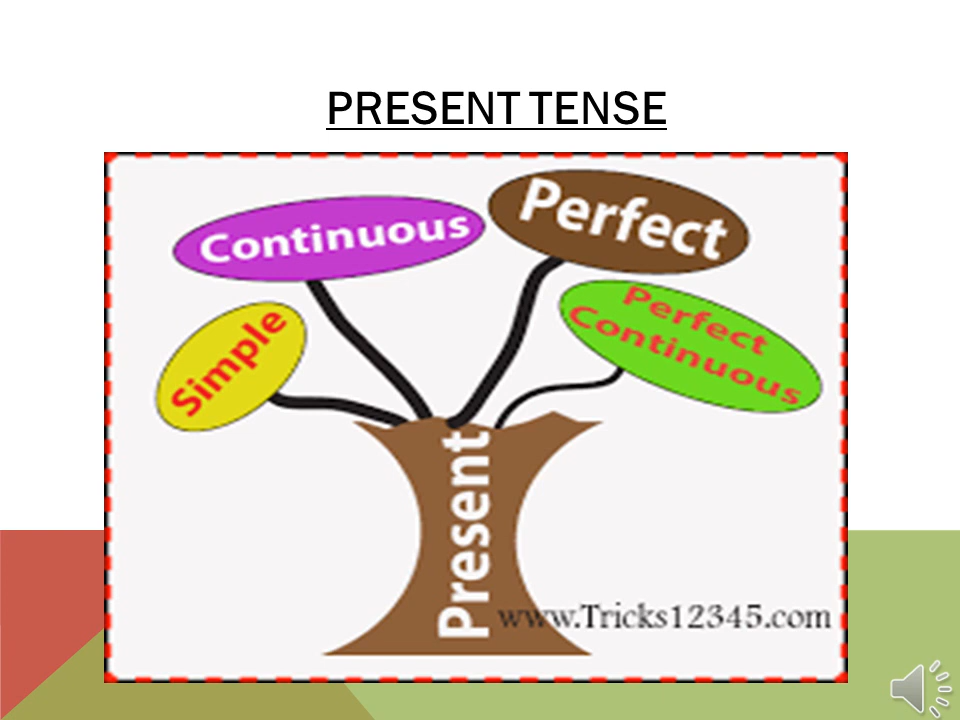 PRESENT TENSE
Continuous
Perfect
Simple
Perfect
Continuous
Present
www.Tricks12345.com